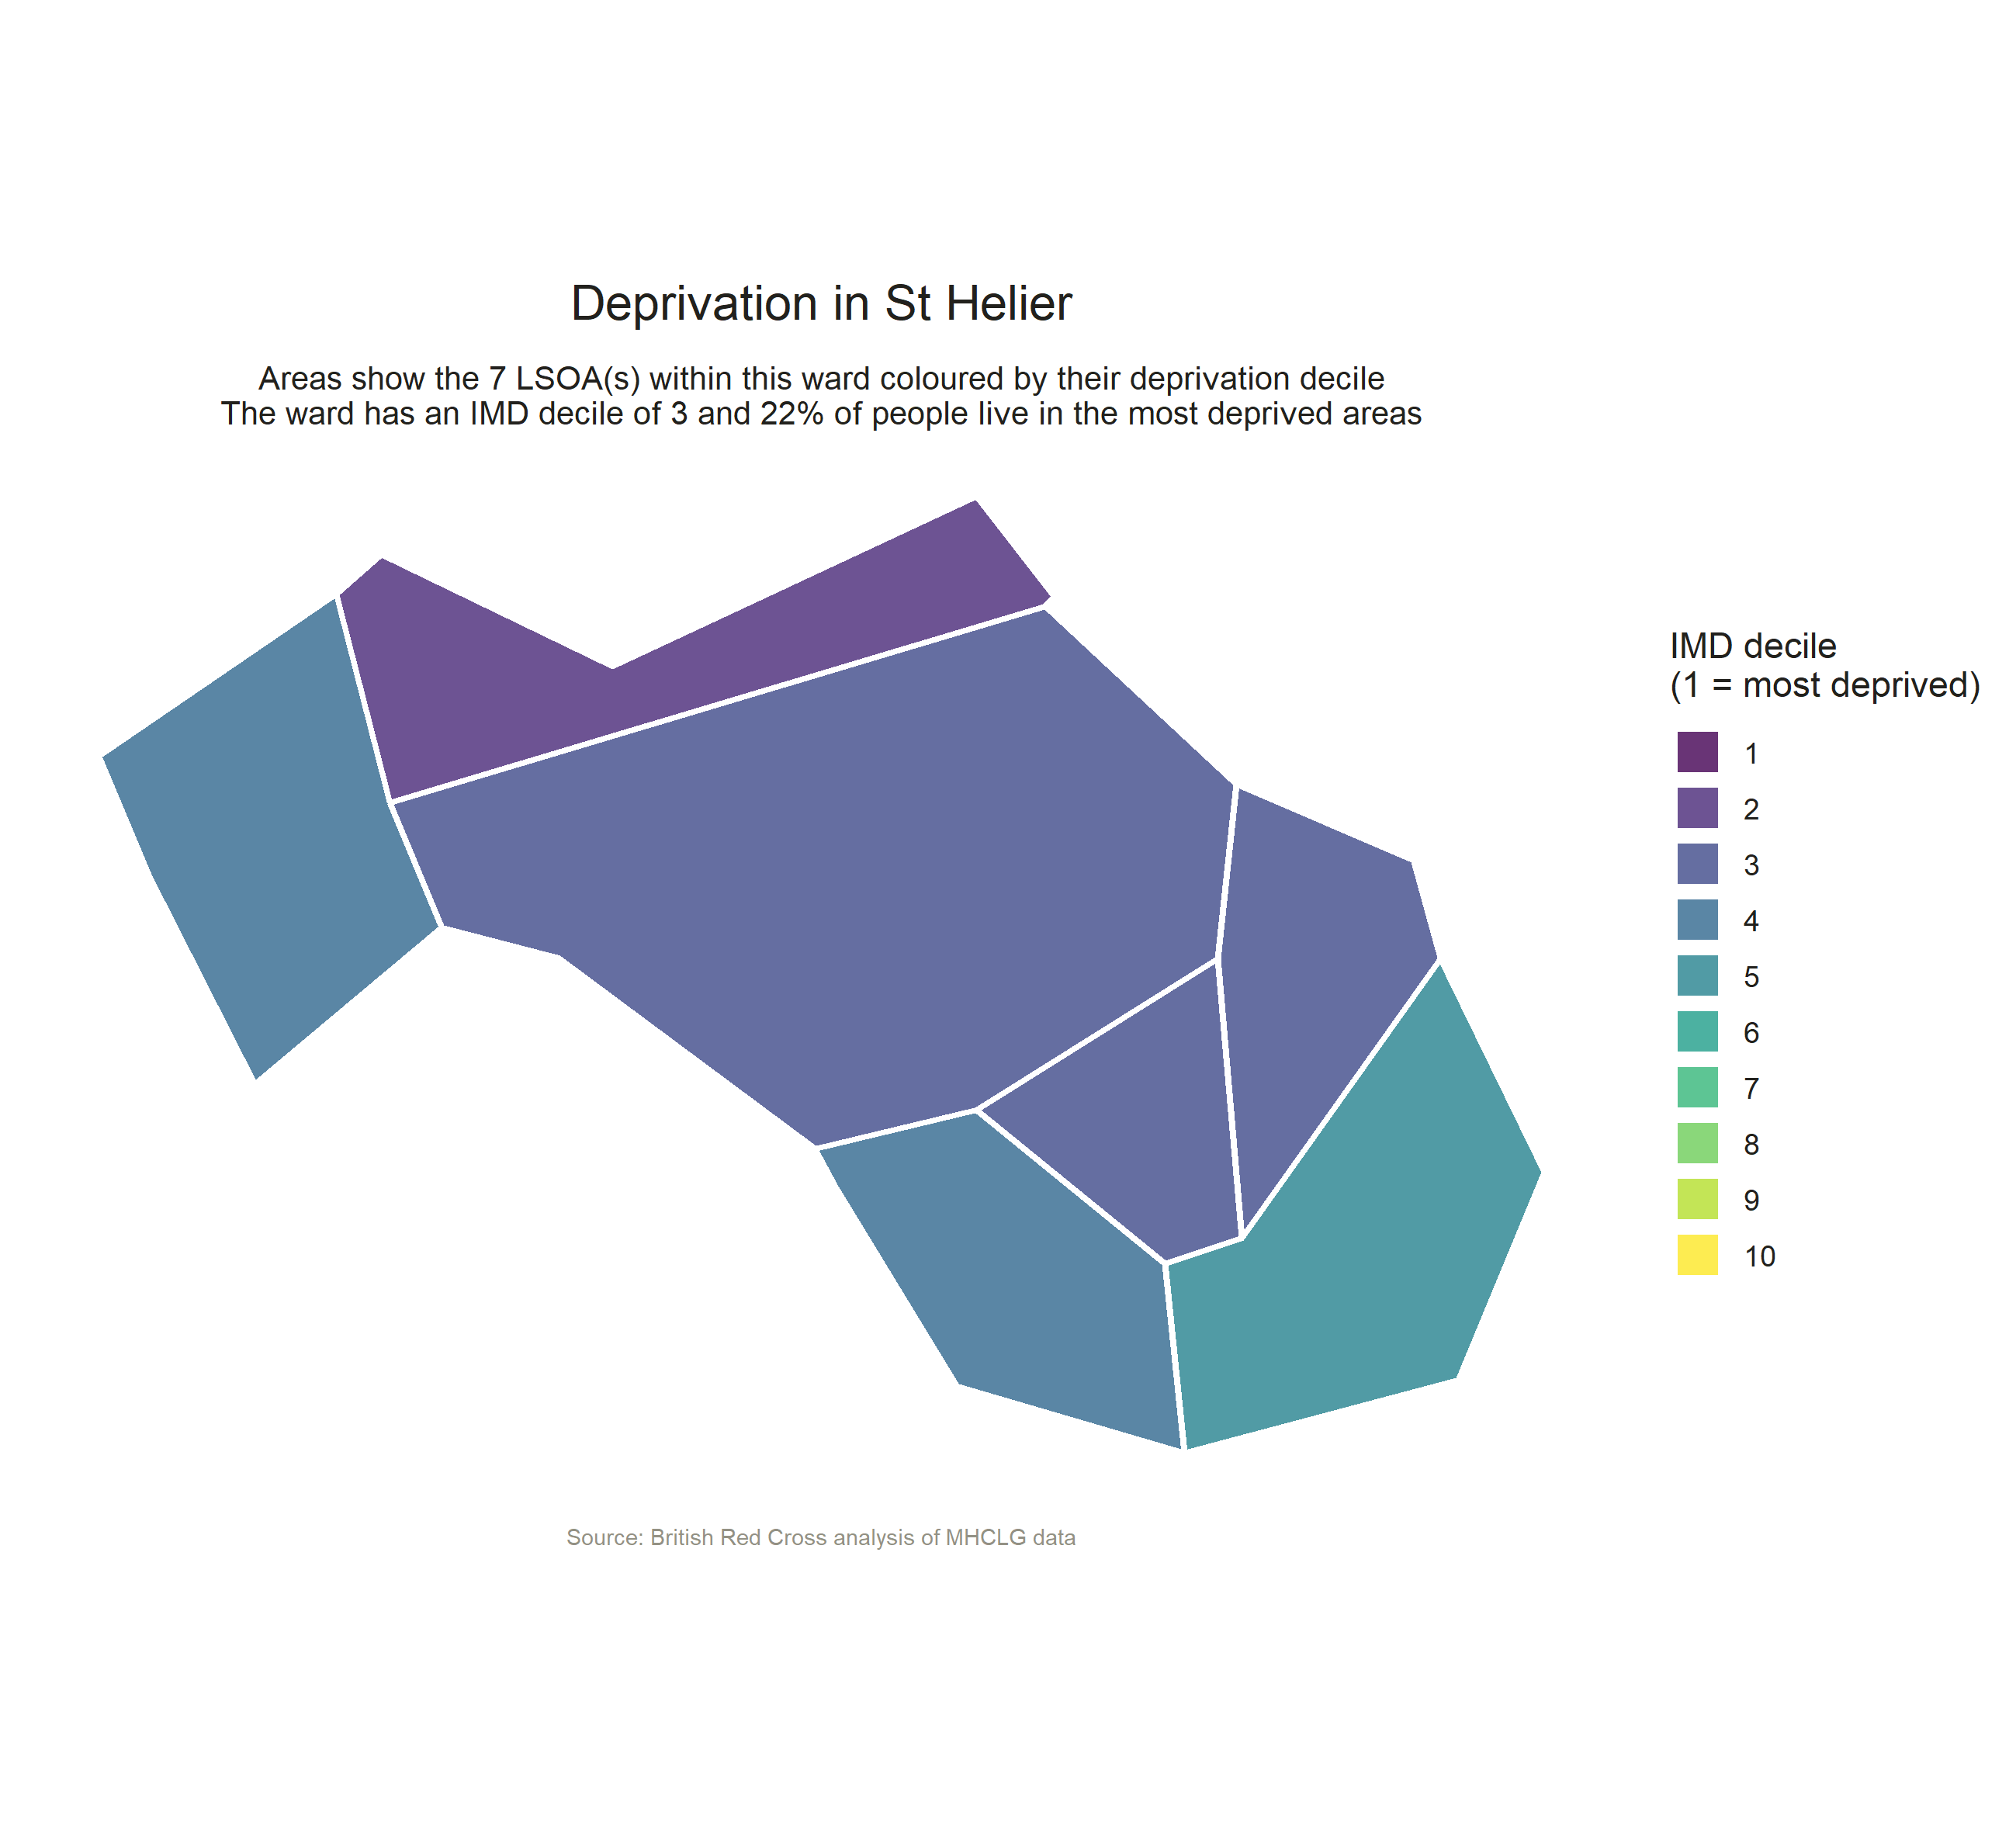 Deprivation in St Helier
Areas show the 7 LSOA(s) within this ward coloured by their deprivation decile
The ward has an IMD decile of 3 and 22% of people live in the most deprived areas
IMD decile
(1 = most deprived)
1
2
3
4
5
6
7
8
9
10
Source: British Red Cross analysis of MHCLG data